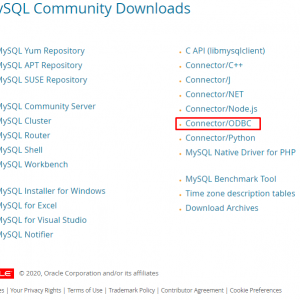 ySQL Community Downloads
MySQL Yum Repository
MySQL APT Repository
MySQL SUSE Repository
MySQL Community Server
MySQL Cluster
MySQL Router
MySQL Shell
MySQL Workbench
MySQL Installer for Windows
MySQL for Excel
MySQL for Visual Studio
MySQL Notifier
C API (libmysqlclient)
Connector/C++
Connector/J
Connector/NET
Connector/Node.js
Connector/ODBC
Connector/Python
MySQL Native Driver for PHP
MySQL Benchmark Tool
Time zone description tables
Download Archives
© 2020, Oracle Corporation and/or its affiliates
| Your Privacy Rights | Terms of Use | Trademark Policy | Contributor Agreement | Cookie Preferences